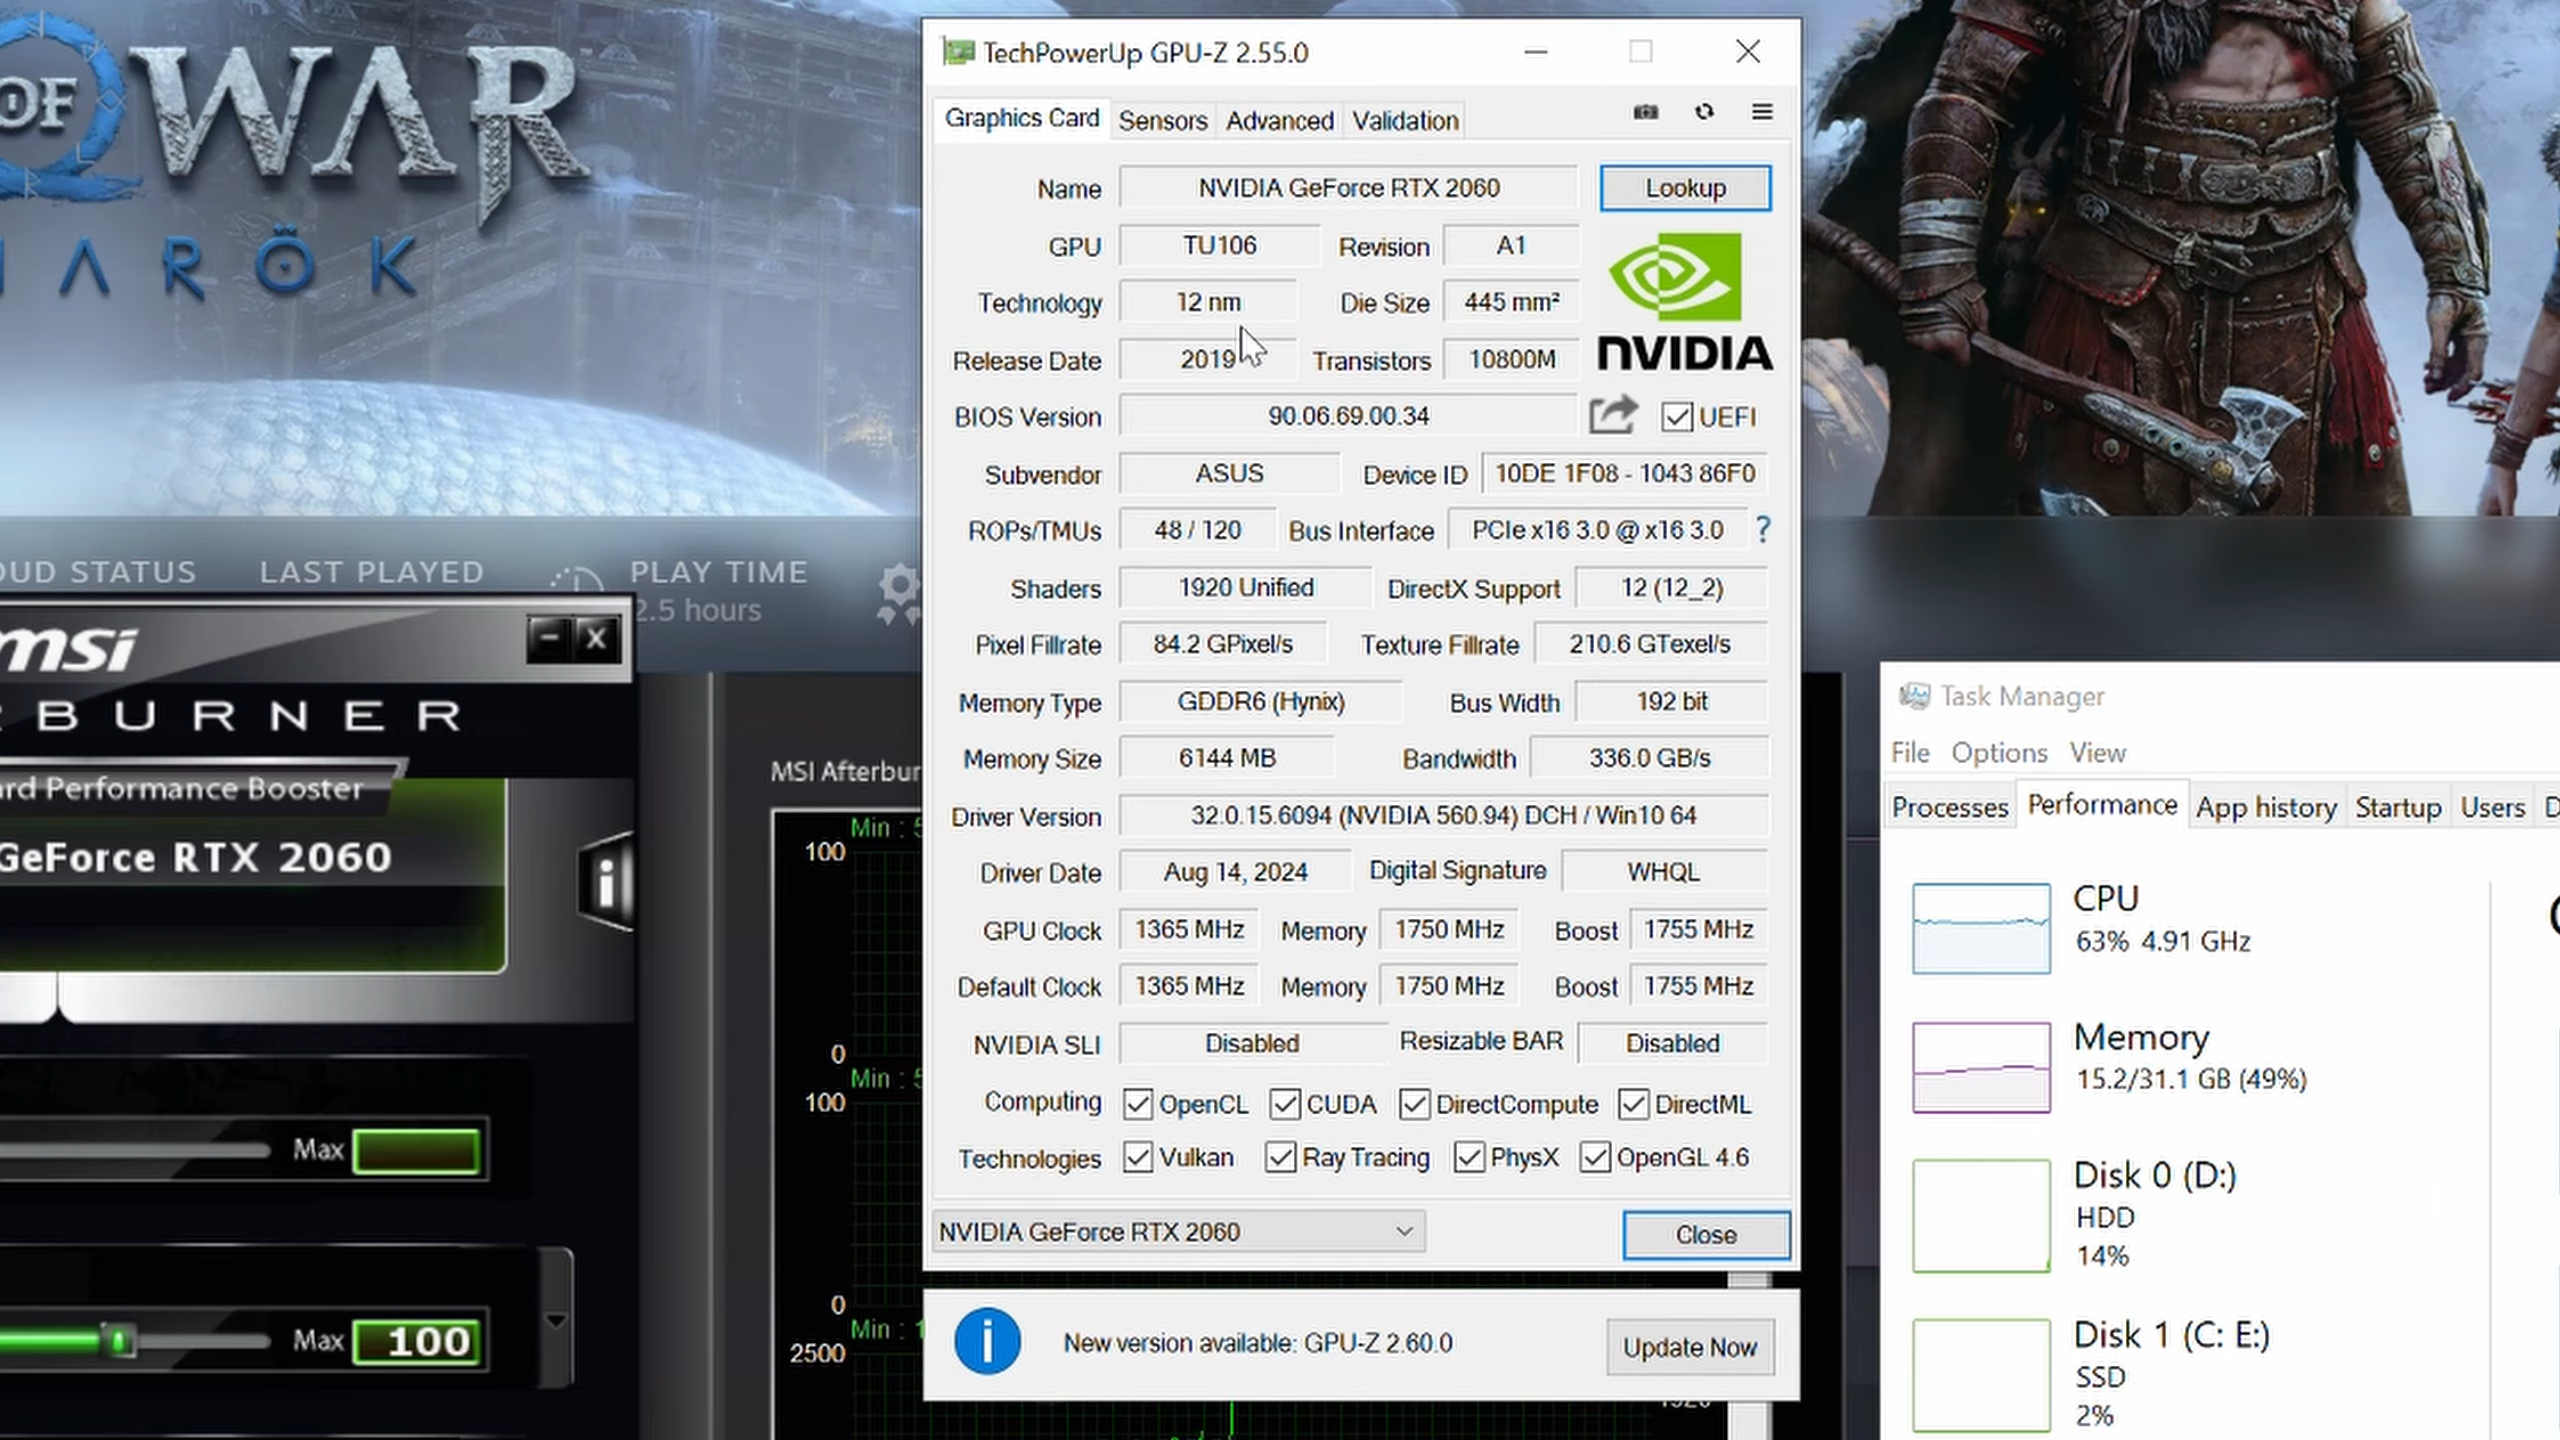 OF WAR
NARÖK
OUD STATUS
LAST PLAYED
PLAY TIME
2.5 hours
msi
RBURNER
ard Performance Booster
GeForce RTX 2060
i
Max
Max 100
MSI Afterbur
Min : 5
100
0
Min : 5
100
0
Min : 1
2500
TechPowerUp GPU-Z 2.55.0
Graphics Card Sensors Advanced Validation
Name NVIDIA GeForce RTX 2060 Lookup
GPU TU106 Revision A1
Technology 12 nm Die Size 445 mm²
Release Date 2019 Transistors 10800M
NVIDIA
BIOS Version 90.06.69.00.34 UEFI
Subvendor ASUS Device ID 10DE 1F08 - 1043 86F0
ROPs/TMUs 48 / 120 Bus Interface PCIe x16 3.0 @ x16 3.0 ?
Shaders 1920 Unified DirectX Support 12 (12_2)
Pixel Fillrate 84.2 GPixel/s Texture Fillrate 210.6 GTexel/s
Memory Type GDDR6 (Hynix) Bus Width 192 bit
Memory Size 6144 MB Bandwidth 336.0 GB/s
Driver Version 32.0.15.6094 (NVIDIA 560.94) DCH / Win10 64
Driver Date Aug 14, 2024 Digital Signature WHQL
GPU Clock 1365 MHz Memory 1750 MHz Boost 1755 MHz
Default Clock 1365 MHz Memory 1750 MHz Boost 1755 MHz
NVIDIA SLI Disabled Resizable BAR Disabled
Computing OpenCL CUDA DirectCompute DirectML
Technologies Vulkan Ray Tracing PhysX OpenGL 4.6
NVIDIA GeForce RTX 2060 Close
i New version available: GPU-Z 2.60.0 Update Now
Task Manager
File Options View
Processes Performance App history Startup Users D
CPU
63% 4.91 GHz
Memory
15.2/31.1 GB (49%)
Disk 0 (D:)
HDD
14%
Disk 1 (C: E:)
SSD
2%